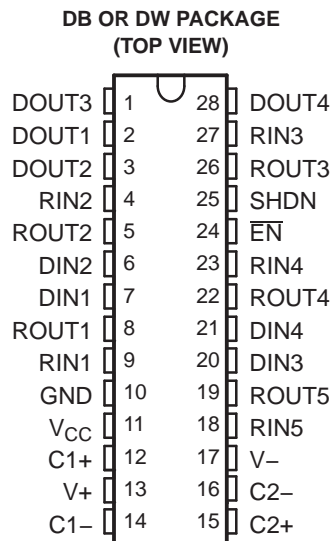 DB OR DW PACKAGE
(TOP VIEW)
DOUT3 1 28 DOUT4
DOUT1 2 27 RIN3
DOUT2 3 26 ROUT3
RIN2 4 25 SHDN
ROUT2 5 24 E̅N̅
DIN2 6 23 RIN4
DIN1 7 22 ROUT4
ROUT1 8 21 DIN4
RIN1 9 20 DIN3
GND 10 19 ROUT5
VCC 11 18 RIN5
C1+ 12 17 V−
V+ 13 16 C2−
C1− 14 15 C2+